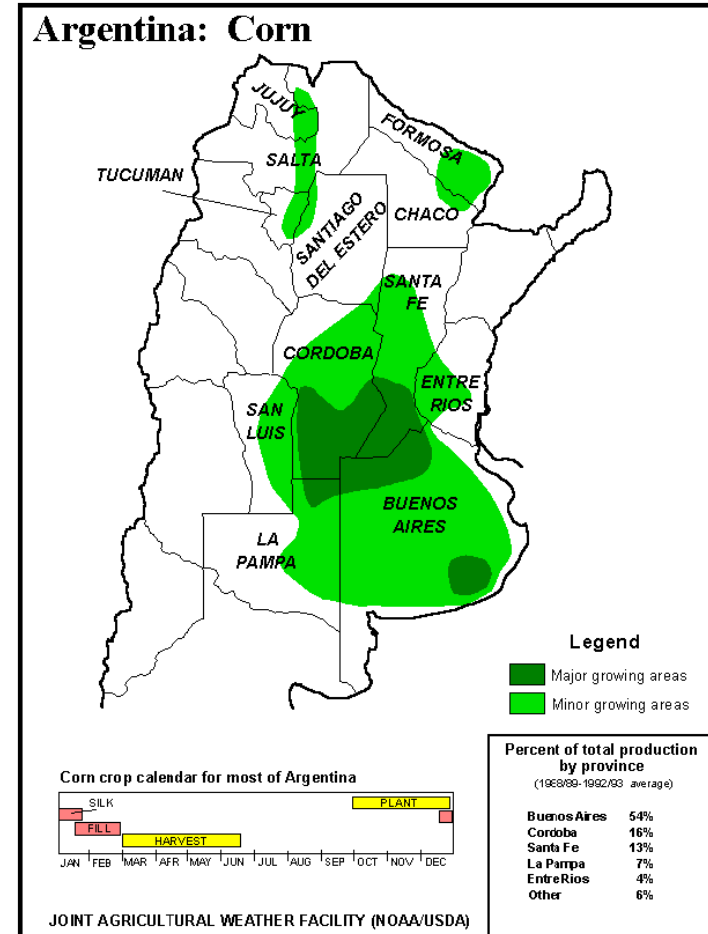 Argentina: Corn
JUJUY
FORMOSA
SALTA
TUCUMAN
CHACO
SANTIAGO
DEL ESTERO
SANTA
FE
CORDOBA
ENTRE
RIOS
SAN
LUIS
BUENOS
AIRES
LA
PAMPA
Legend
Major growing areas
Minor growing areas
Corn crop calendar for most of Argentina
SILK
PLANT
FILL
HARVEST
JAN FEB MAR APR MAY JUN JUL AUG SEP OCT NOV DEC
Percent of total production
by province
(1968/89-1992/93 average)
Buenos Aires 54%
Cordoba 16%
Santa Fe 13%
La Pampa 7%
Entre Rios 4%
Other 6%
JOINT AGRICULTURAL WEATHER FACILITY (NOAA/USDA)